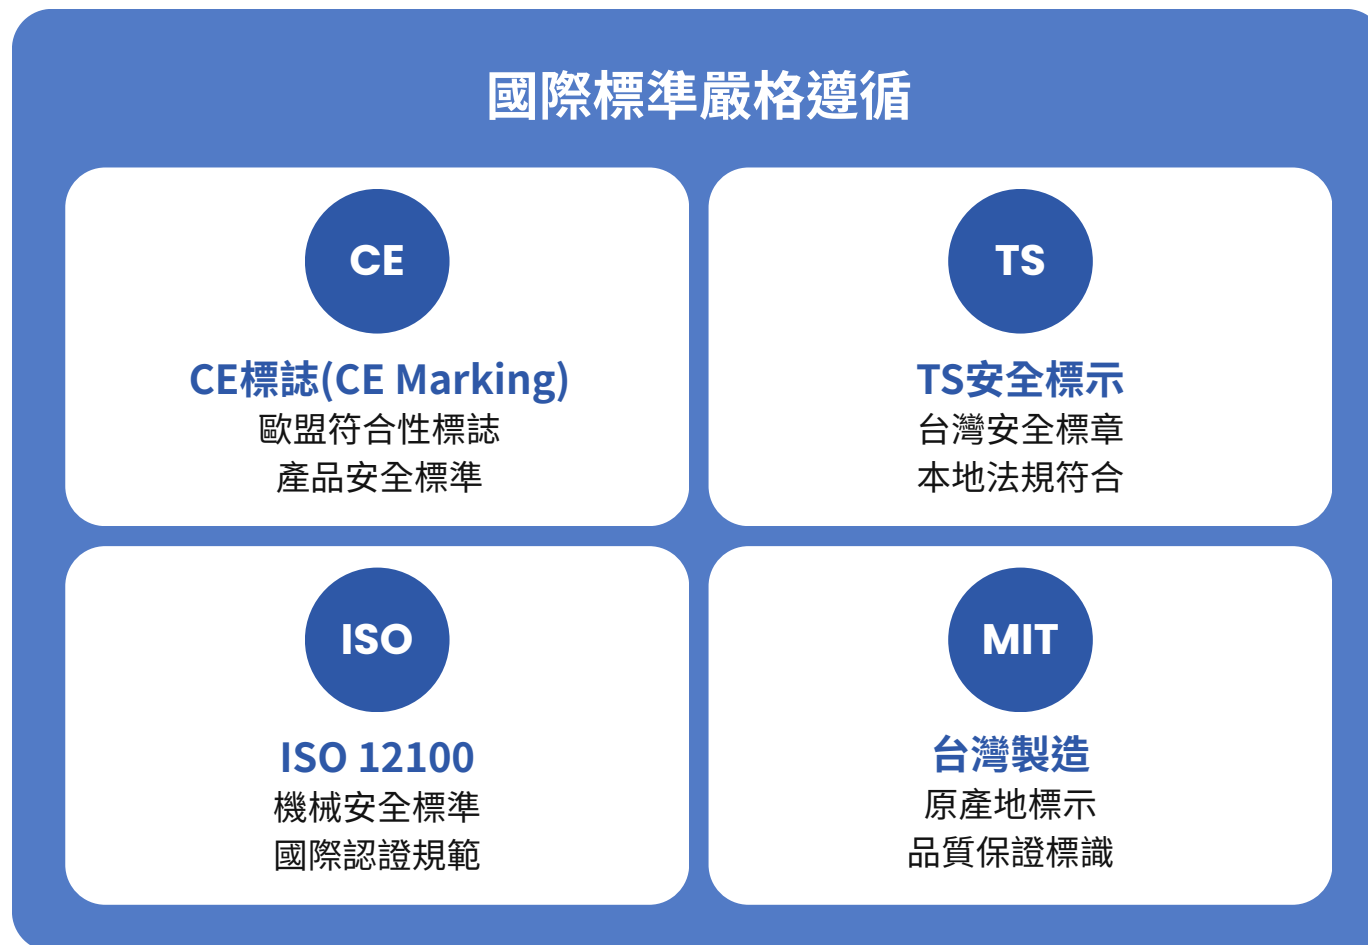 國際標準嚴格遵循
CE
CE標誌(CE Marking)
歐盟符合性標誌
產品安全標準
TS
TS安全標示
台灣安全標章
本地法規符合
ISO
ISO 12100
機械安全標準
國際認證規範
MIT
台灣製造
原產地標示
品質保證標識